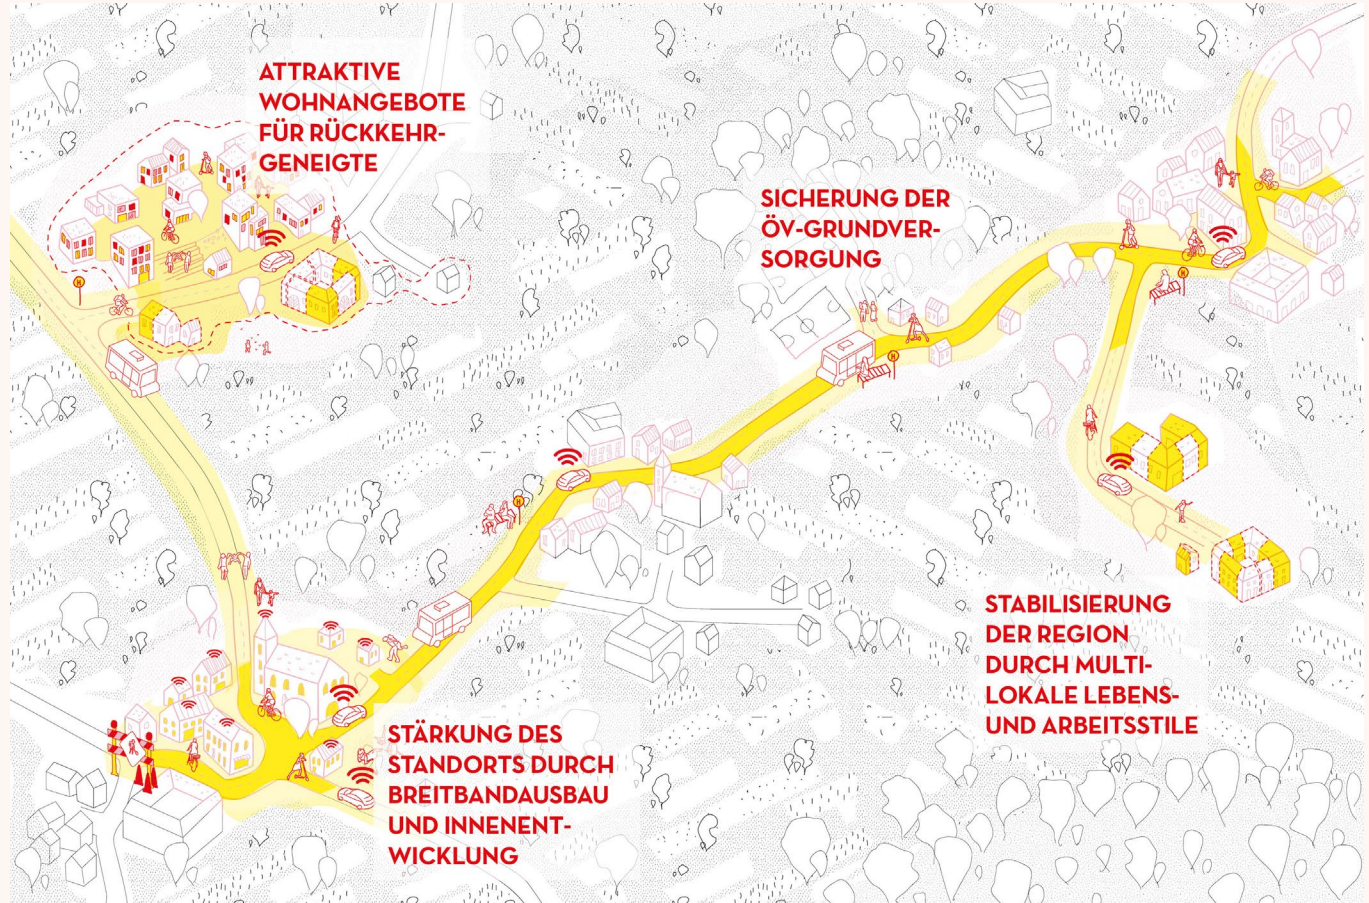 ATTRAKTIVE
WOHNANGEBOTE
FÜR RÜCKKEHR-
GENEIGTE
SICHERUNG DER
ÖV-GRUNDVER-
SORGUNG
H
H
H
H
STABILISIERUNG
DER REGION
DURCH MULTI-
LOKALE LEBENS-
UND ARBEITSSTILE
STÄRKUNG DES
STANDORTS DURCH
BREITBANDAUSBAU
UND INNENENT-
WICKLUNG